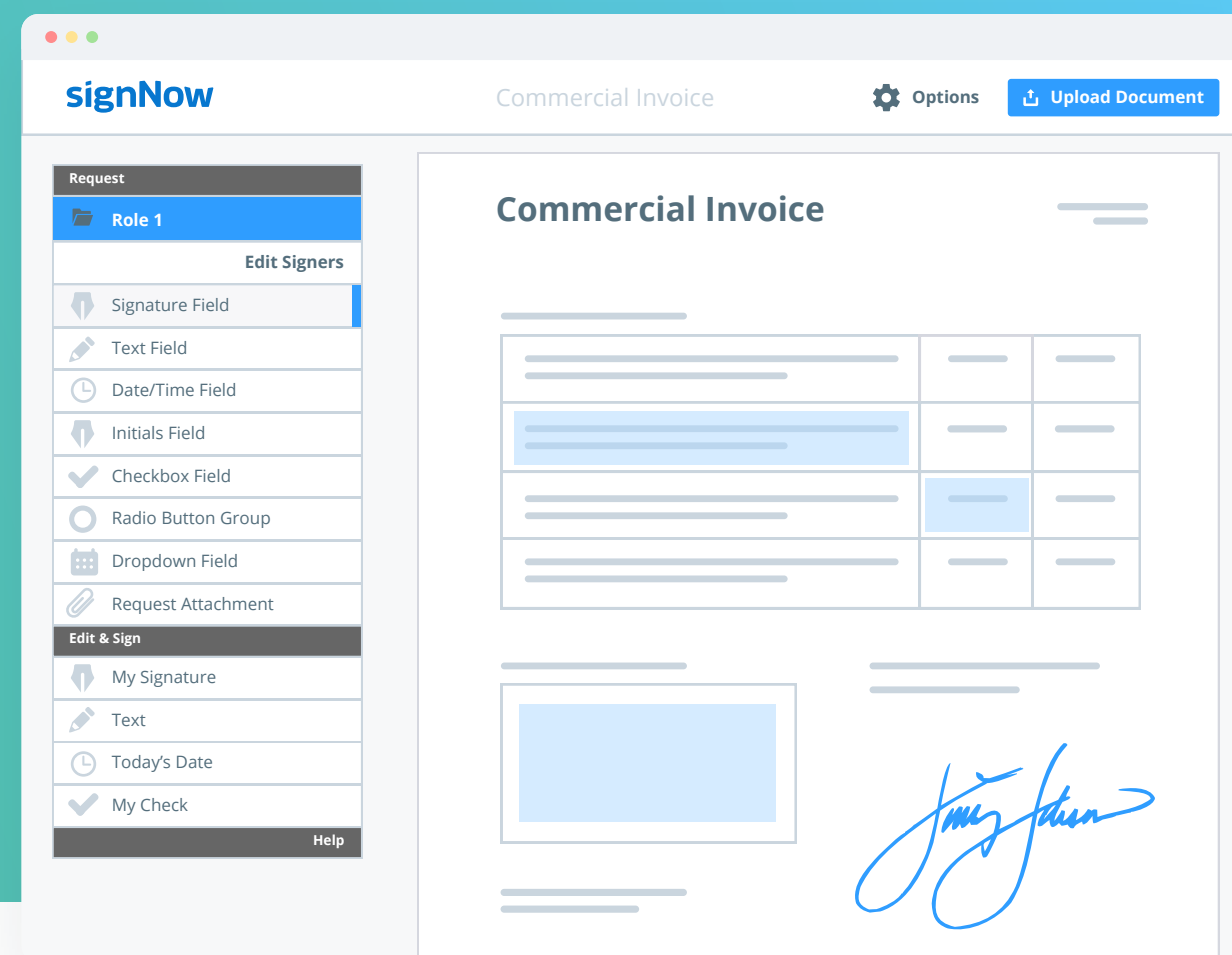 signNow
Commercial Invoice
Options
Upload Document
Request
Role 1
Edit Signers
Signature Field
Text Field
Date/Time Field
Initials Field
Checkbox Field
Radio Button Group
Dropdown Field
Request Attachment
Edit & Sign
My Signature
Text
Today’s Date
My Check
Help
Commercial Invoice